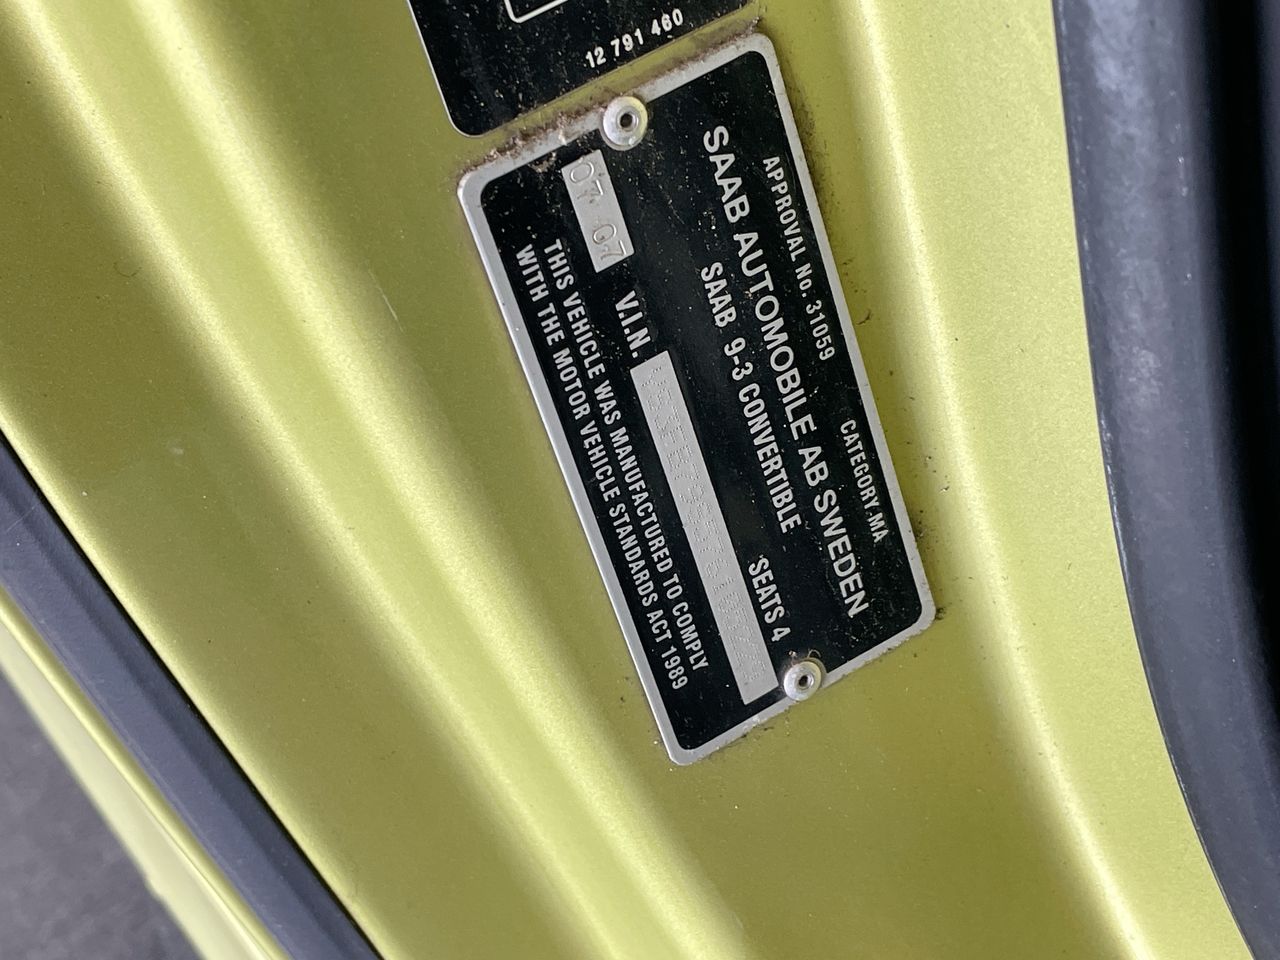 12 791 460
APPROVAL No. 31059 CATEGORY MA
SAAB AUTOMOBILE AB SWEDEN
SAAB 9-3 CONVERTIBLE SEATS 4
07 07 V.I.N.
THIS VEHICLE WAS MANUFACTURED TO COMPLY
WITH THE MOTOR VEHICLE STANDARDS ACT 1989